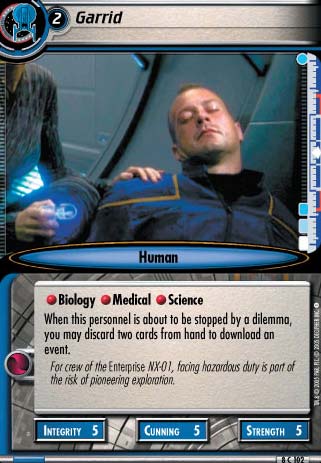 2 Garrid
Human
Biology Medical Science
When this personnel is about to be stopped by a dilemma,
you may discard two cards from hand to download an
event.
For crew of the Enterprise NX-01, facing hazardous duty is part of
the risk of pioneering exploration.
INTEGRITY 5 CUNNING 5 STRENGTH 5
8 C 102